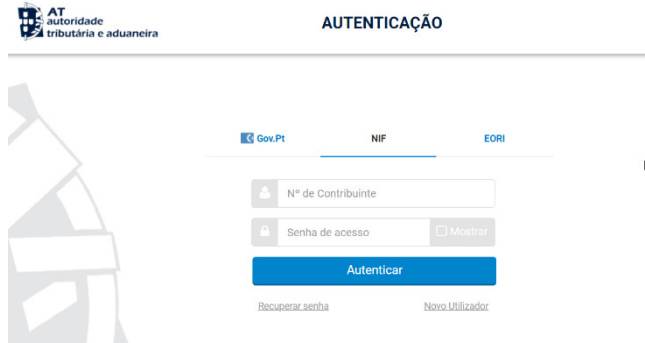 AT
autoridade
tributária e aduaneira
AUTENTICAÇÃO
Gov.Pt NIF EORI
Nº de Contribuinte
Senha de acesso Mostrar
Autenticar
Recuperar senha Novo Utilizador